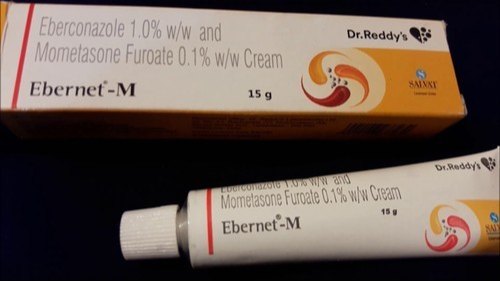 Eberconazole 1.0% w/w and
Mometasone Furoate 0.1% w/w Cream
Ebernet®-M
15 g
Dr.Reddy's
SALVAT
Eberconazole 1.0% w/w and
Mometasone Furoate 0.1% w/w Cream
Ebernet®-M
15 g
Dr.Reddy's